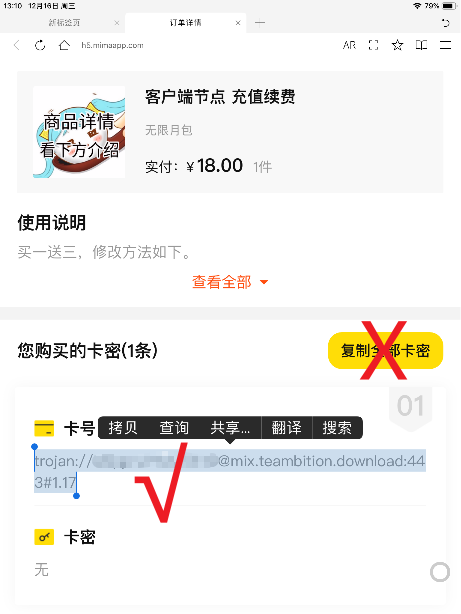 13:10 12月16日 周三
79%
新标签页 × 订单详情 ×
h5.mimaapp.com
AR
商品详情
看下方介绍
客户端节点 充值续费
无限月包
实付：¥18.00 1件
使用说明
买一送三，修改方法如下。
查看全部
您购买的卡密(1条)
复制全部卡密
01
卡号
拷贝 查询 共享... 翻译 搜索
trojan://
@mix.teambition.download:44
3#1.17
卡密
无